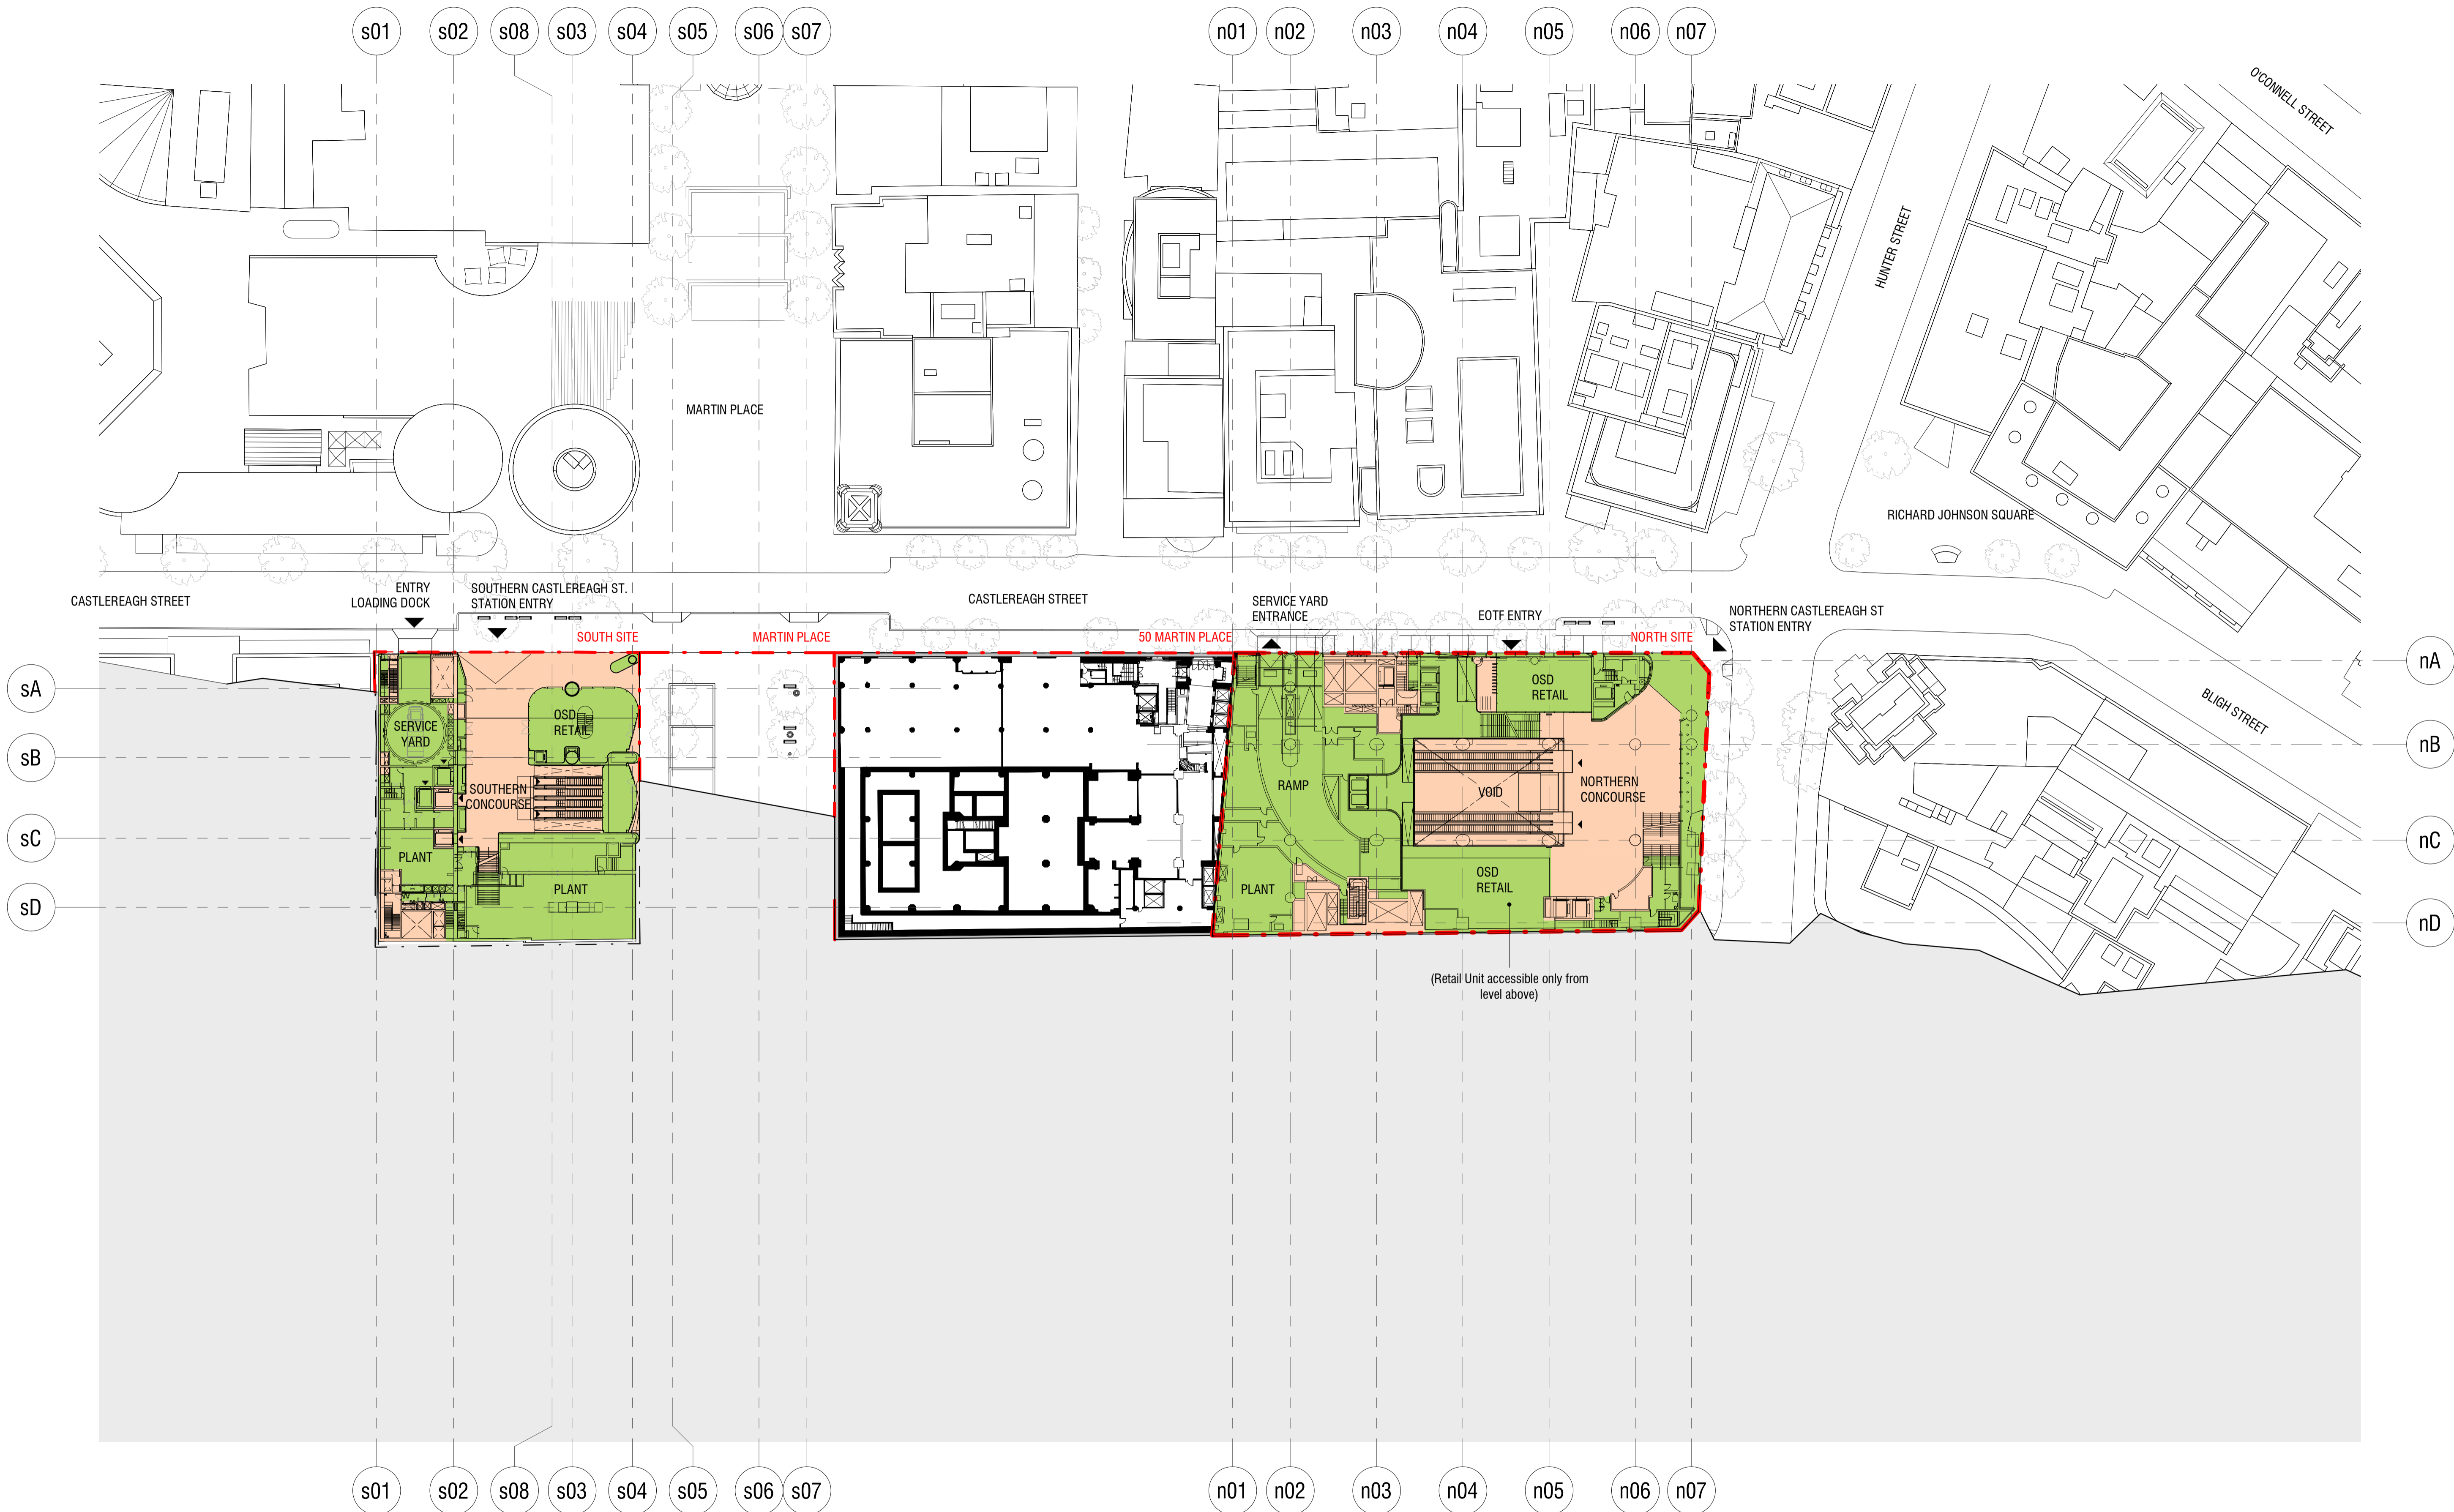 s01
s02
s08
s03
s04
s05
s06
s07
n01
n02
n03
n04
n05
n06
n07
O'CONNELL STREET
HUNTER STREET
MARTIN PLACE
RICHARD JOHNSON SQUARE
CASTLEREAGH STREET
ENTRY
LOADING DOCK
SOUTHERN CASTLEREAGH ST.
STATION ENTRY
CASTLEREAGH STREET
SERVICE YARD
ENTRANCE
EOTF ENTRY
NORTHERN CASTLEREAGH ST
STATION ENTRY
SOUTH SITE
MARTIN PLACE
50 MARTIN PLACE
NORTH SITE
sA
nA
OSD
RETAIL
BLIGH STREET
OSD
RETAIL
SERVICE
YARD
sB
nB
SOUTHERN
CONCOURSE
RAMP
VOID
NORTHERN
CONCOURSE
sC
nC
PLANT
PLANT
PLANT
OSD
RETAIL
sD
nD
(Retail Unit accessible only from
level above)
s01
s02
s08
s03
s04
s05
s06
s07
n01
n02
n03
n04
n05
n06
n07